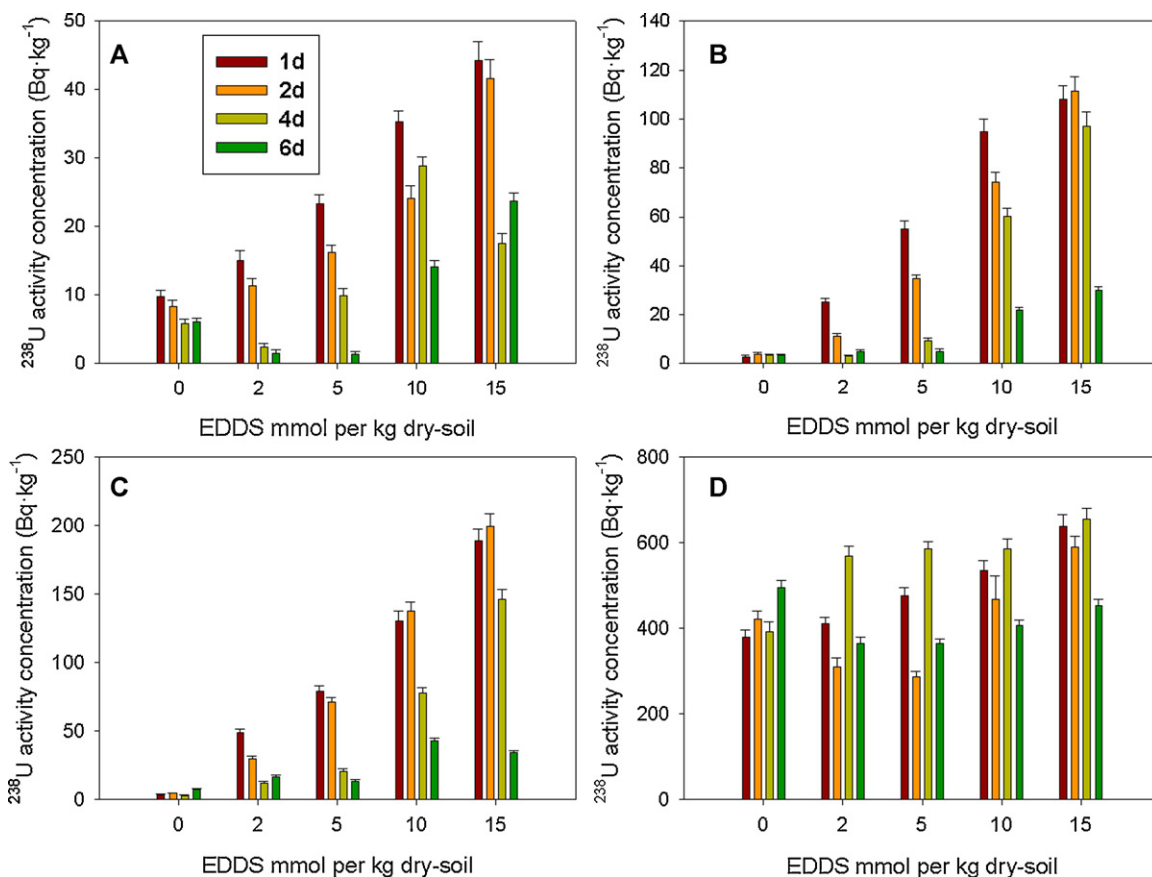 A
1d
2d
4d
6d
50
40
30
20
10
0
238U activity concentration (Bq·kg-1)
0 2 5 10 15
EDDS mmol per kg dry-soil
B
140
120
100
80
60
40
20
0
238U activity concentration (Bq·kg-1)
0 2 5 10 15
EDDS mmol per kg dry-soil
C
250
200
150
100
50
0
238U activity concentration (Bq·kg-1)
0 2 5 10 15
EDDS mmol per kg dry-soil
D
800
600
400
400
0
238U activity concentration (Bq·kg-1)
0 2 5 10 15
EDDS mmol per kg dry-soil